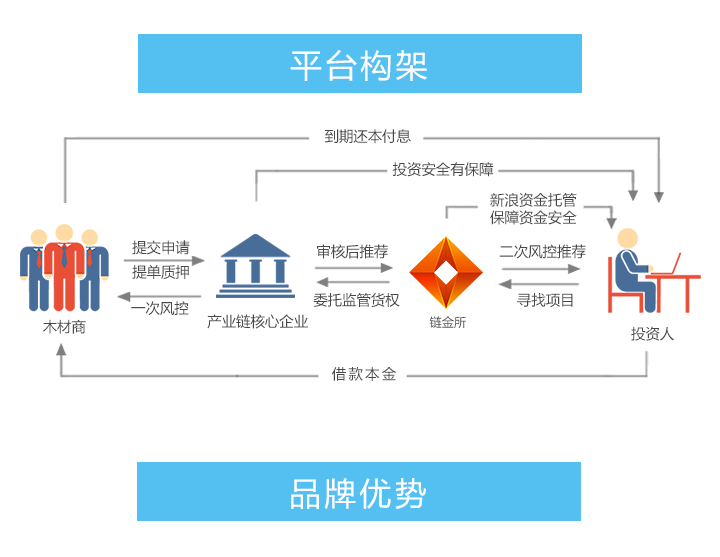 平台构架
到期还本付息
投资安全有保障
新浪资金托管
保障资金安全
提交申请
提单质押
一次风控
木材商
产业链核心企业
审核后推荐
委托监管货权
链金所
二次风控推荐
寻找项目
投资人
借款本金
品牌优势